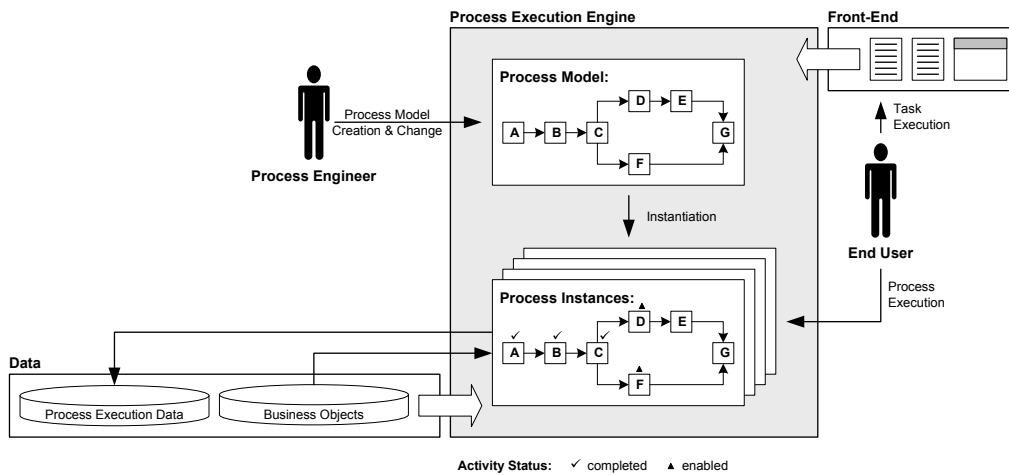 Process Execution Engine
Front-End
Process Model:
D E
A B C G
F
Process Model
Creation & Change
Process Engineer
Task
Execution
Instantiation
End User
Process
Execution
Process Instances:
D E
A B C G
F
Data
Process Execution Data
Business Objects
Activity Status: ✓ completed ▲ enabled